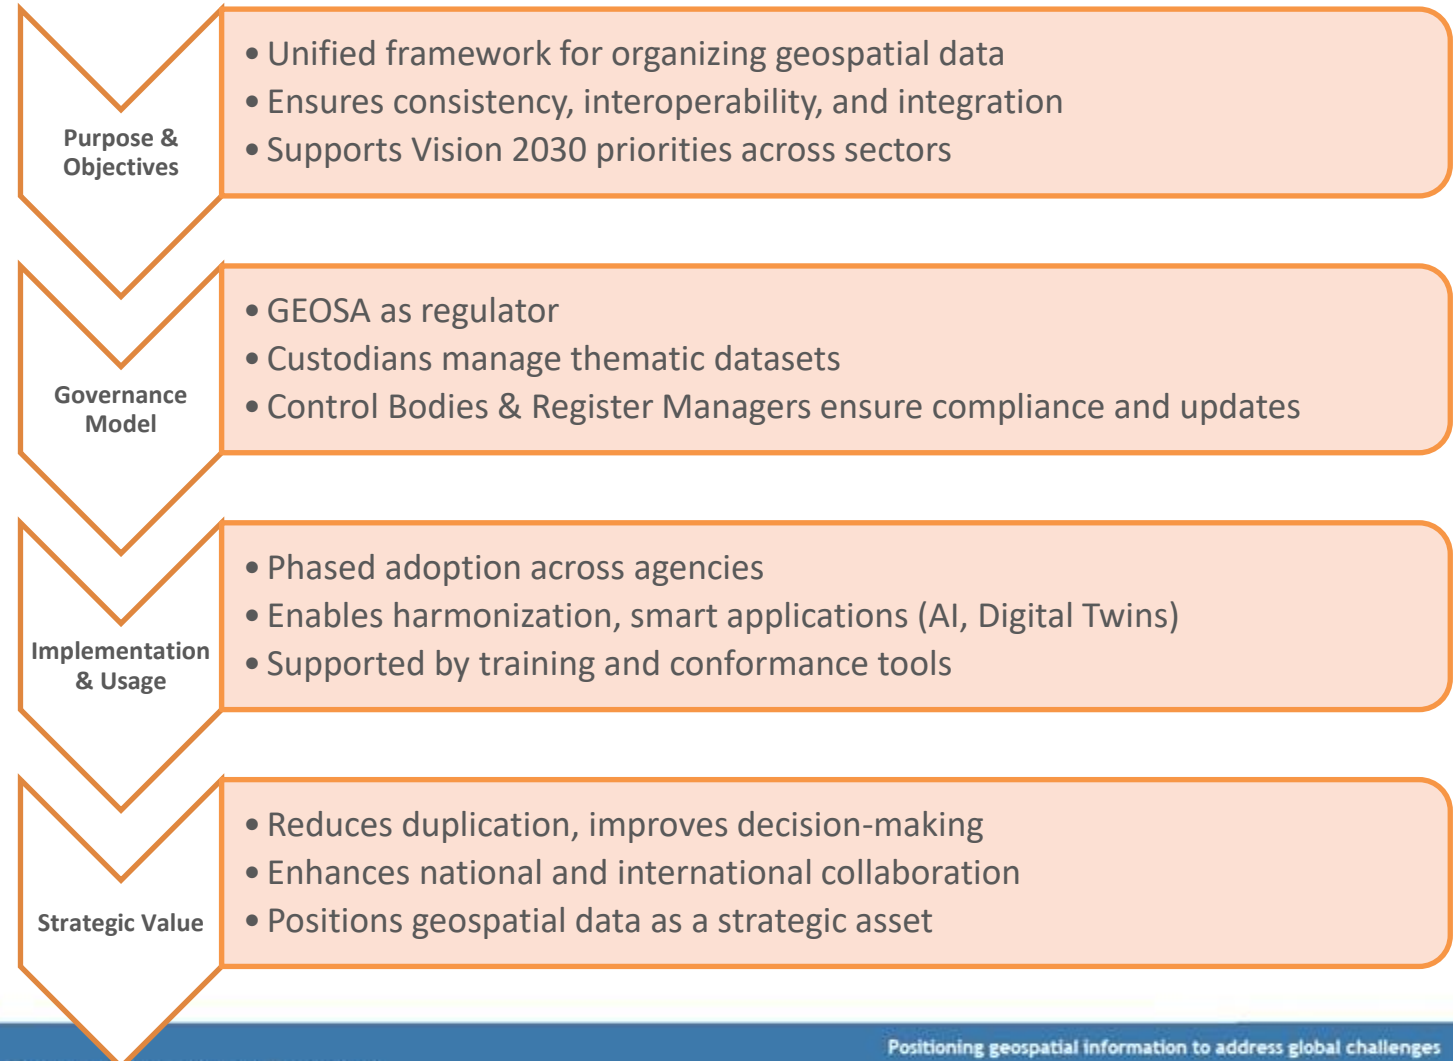 Purpose &
Objectives
• Unified framework for organizing geospatial data
• Ensures consistency, interoperability, and integration
• Supports Vision 2030 priorities across sectors
Governance
Model
• GEOSA as regulator
• Custodians manage thematic datasets
• Control Bodies & Register Managers ensure compliance and updates
Implementation
& Usage
• Phased adoption across agencies
• Enables harmonization, smart applications (AI, Digital Twins)
• Supported by training and conformance tools
Strategic Value
• Reduces duplication, improves decision-making
• Enhances national and international collaboration
• Positions geospatial data as a strategic asset
Positioning geospatial information to address global challenges